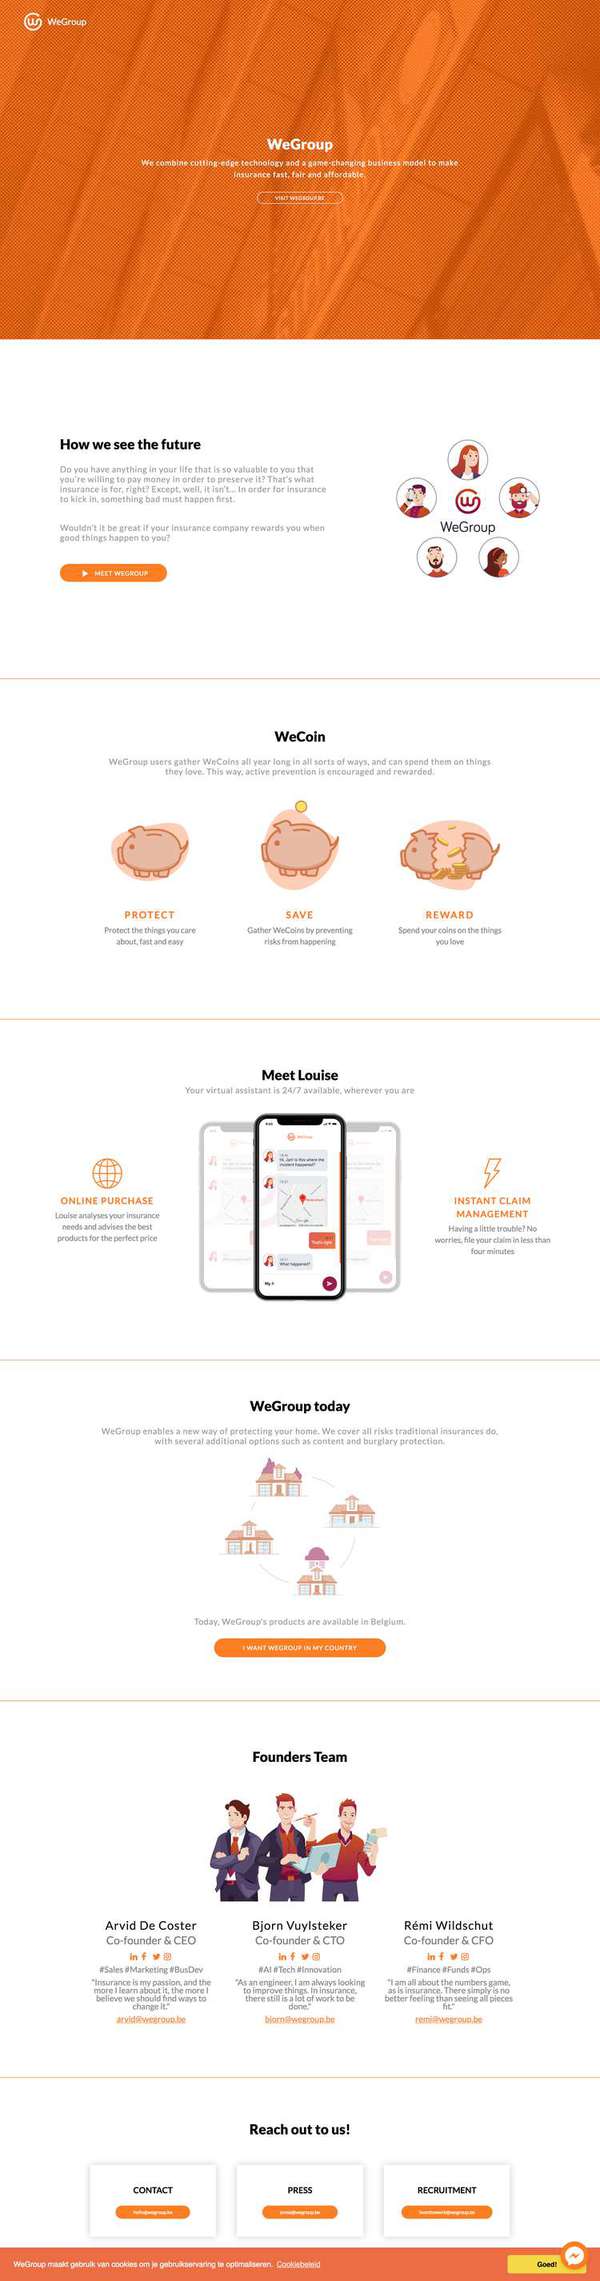 WeGroup
WeGroup
We combine cutting-edge technology and a game-changing business model to make
insurance fast, fair and affordable.
VISIT WEGROUP.BE
How we see the future
Do you have anything in your life that is so valuable to you that
you're willing to pay money in order to preserve it? That's what
insurance is for, right? Except, well, it isn't... In order for insurance
to kick in, something bad must happen first.
Wouldn't it be great if your insurance company rewards you when
good things happen to you?
MEET WEGROUP
WeGroup
WeCoin
WeGroup users gather WeCoins all year long in all sorts of ways, and can spend them on things
they love. This way, active prevention is encouraged and rewarded.
PROTECT
Protect the things you care
about, fast and easy
SAVE
Gather WeCoins by preventing
risks from happening
REWARD
Spend your coins on the things
you love
Meet Louise
Your virtual assistant is 24/7 available, wherever you are
ONLINE PURCHASE
Louise analyses your insurance
needs and advises the best
products for the perfect price
WeGroup
Hi, Jan! Is this where the
incident happened?
That's right.
What happened?
My
INSTANT CLAIM
MANAGEMENT
Having a little trouble? No
worries, file your claim in less than
four minutes
WeGroup today
WeGroup enables a new way of protecting your home. We cover all risks traditional insurances do,
with several additional options such as content and burglary protection.
Today, WeGroup's products are available in Belgium.
I WANT WEGROUP IN MY COUNTRY
Founders Team
Arvid De Coster
Co-founder & CEO
#Sales #Marketing #BusDev
"Insurance is my passion, and the
more I learn about it, the more I
believe we should find ways to
change it."
arvid@wegroup.be
Bjorn Vuylsteker
Co-founder & CTO
#AI #Tech #Innovation
"As an engineer, I am always looking
to improve things. In insurance,
there still is a lot of work to be
done."
bjorn@wegroup.be
Rémi Wildschut
Co-founder & CFO
#Finance #Funds #Ops
"I am all about the numbers game,
as is insurance. There simply is no
better feeling than seeing all pieces
fit."
remi@wegroup.be
Reach out to us!
CONTACT
hello@wegroup.be
PRESS
press@wegroup.be
RECRUITMENT
WeGroup maakt gebruik van cookies om je gebruikservaring te optimaliseren. Cookiebeleid
Goed!